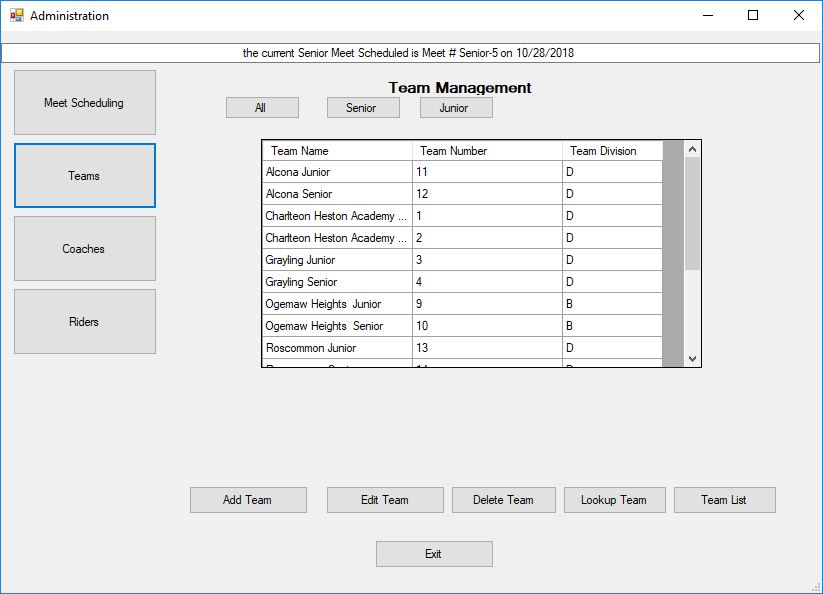 Administration
the current Senior Meet Scheduled is Meet # Senior-5 on 10/28/2018
Meet Scheduling
Teams
Coaches
Riders
Team Management
All Senior Junior
Team Name Team Number Team Division
Alcona Junior 11 D
Alcona Senior 12 D
Charlteon Heston Academy ... 1 D
Charlteon Heston Academy ... 2 D
Grayling Junior 3 D
Grayling Senior 4 D
Ogemaw Heights Junior 9 B
Ogemaw Heights Senior 10 B
Roscommon Junior 13 D
Add Team Edit Team Delete Team Lookup Team Team List
Exit